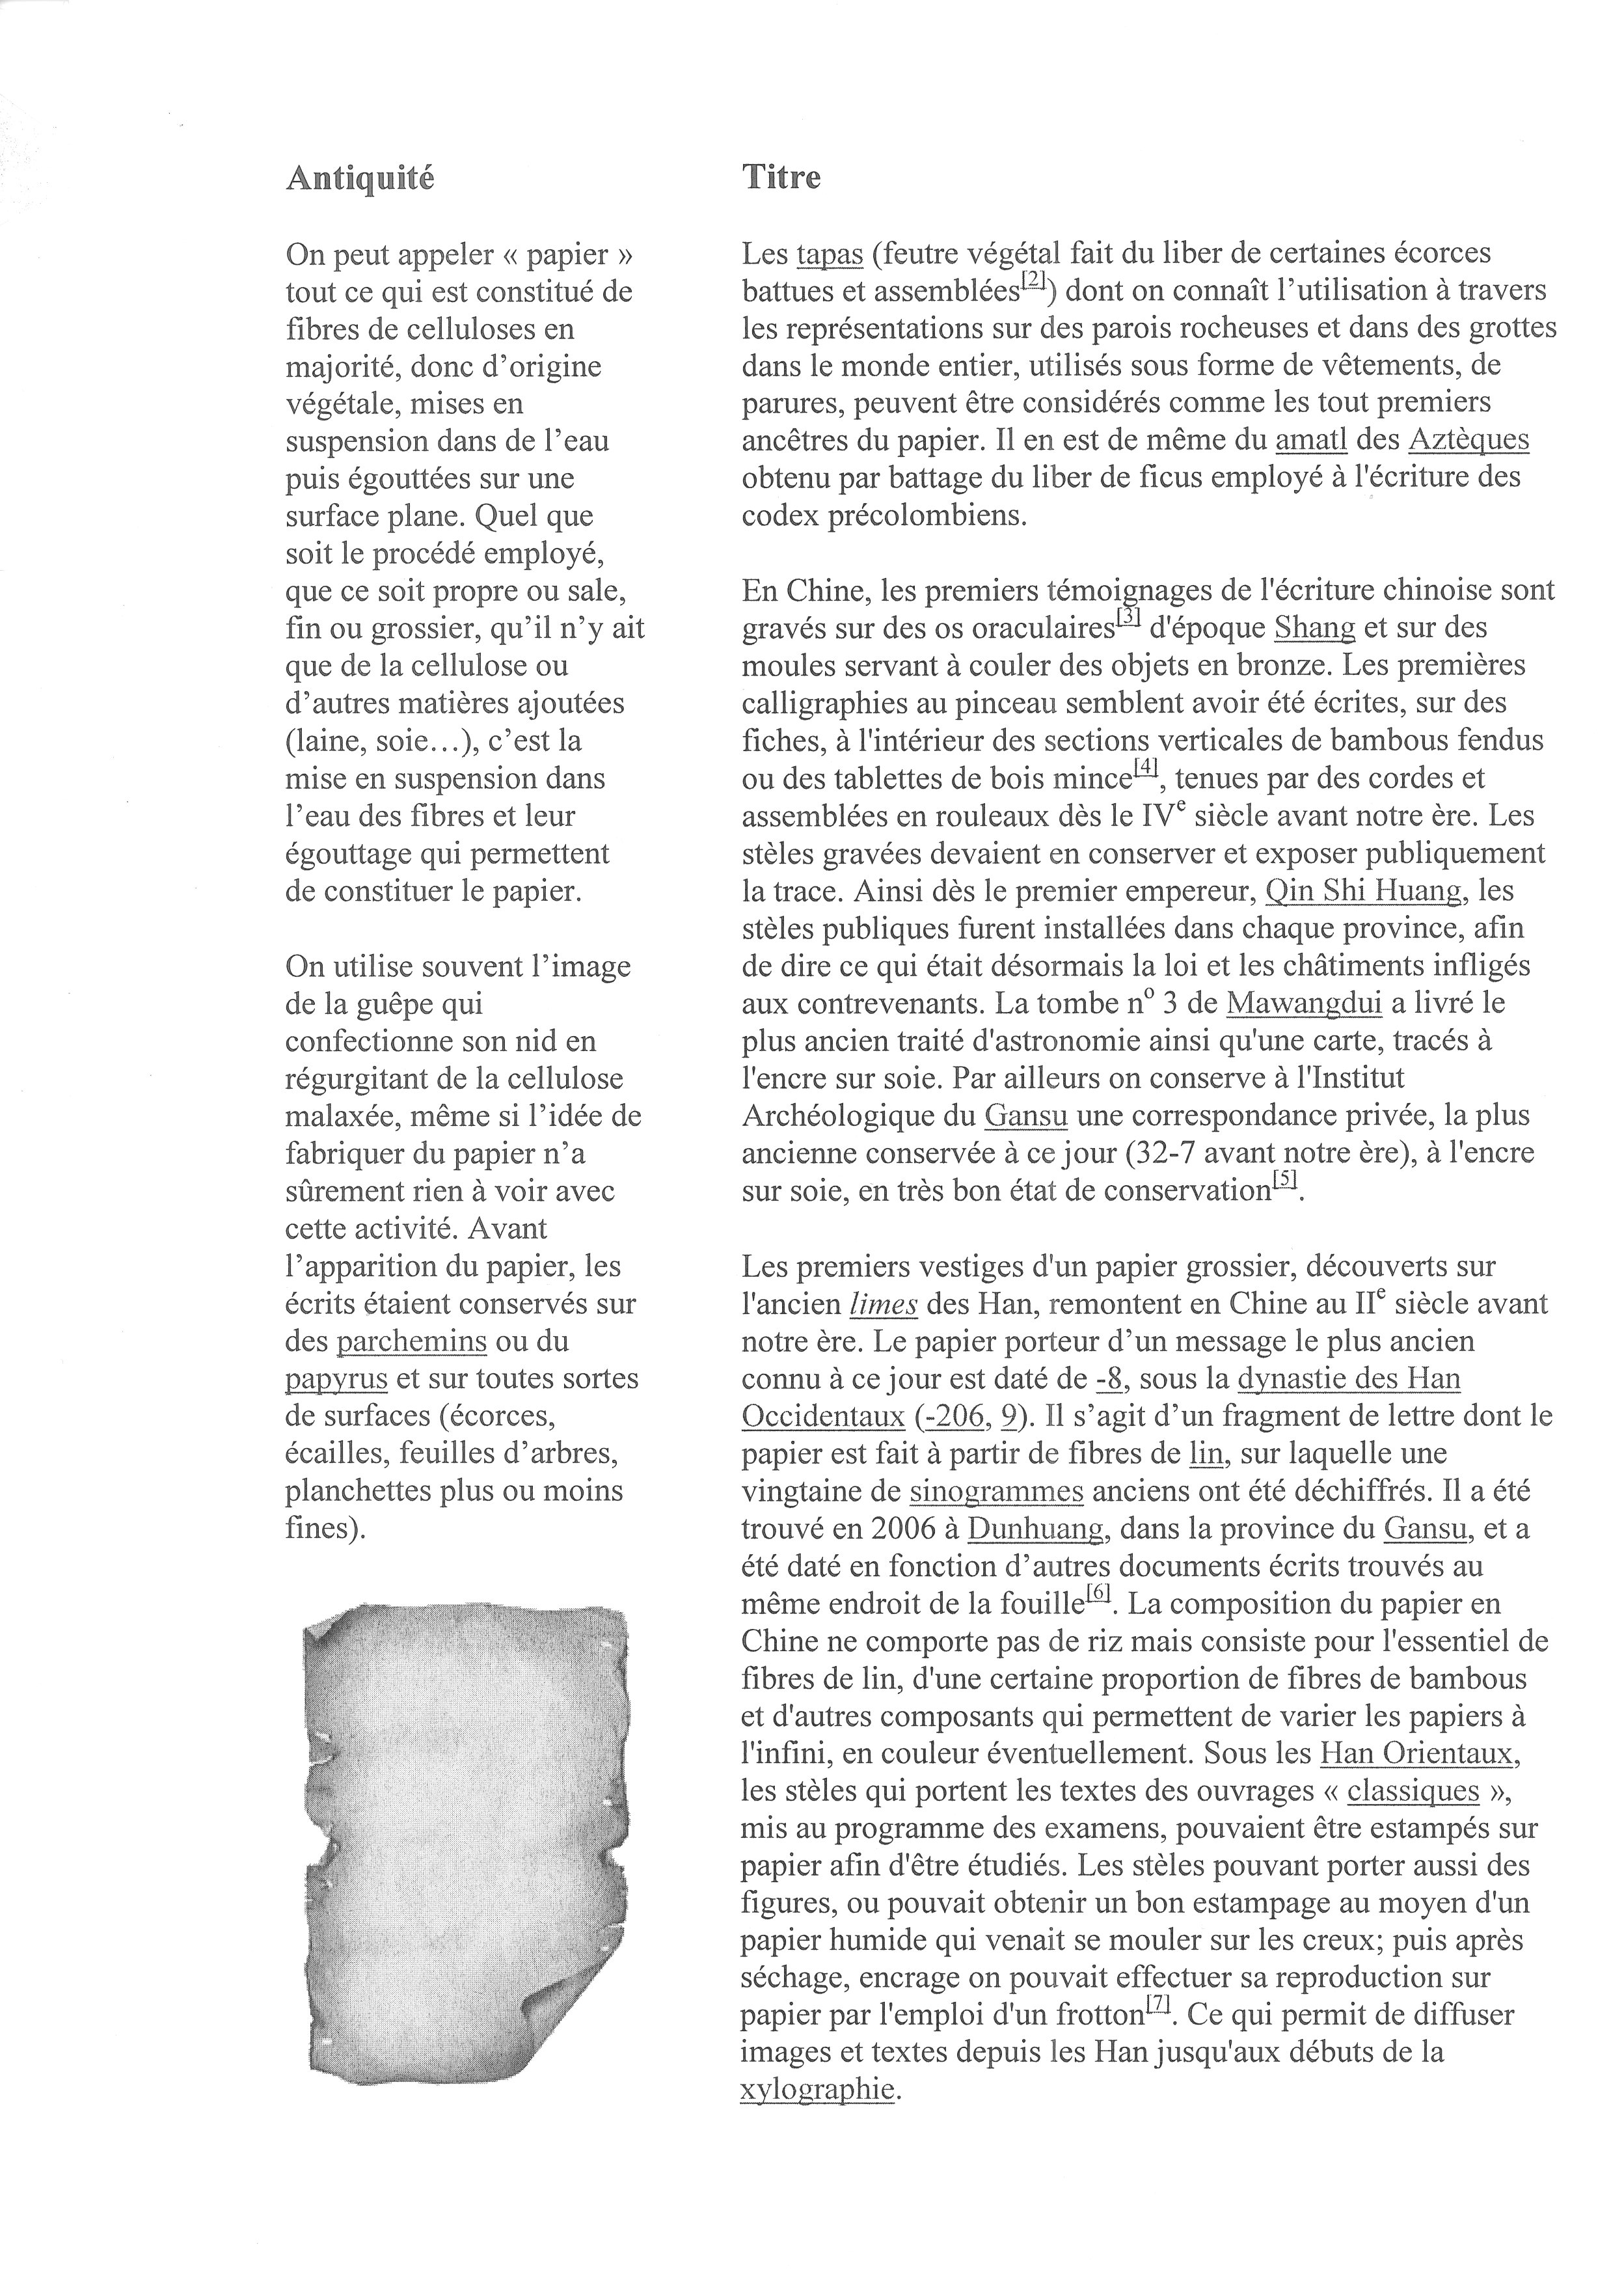 Antiquité
On peut appeler « papier »
tout ce qui est constitué de
fibres de celluloses en
majorité, donc d’origine
végétale, mises en
suspension dans de l’eau
puis égouttées sur une
surface plane. Quel que
soit le procédé employé,
que ce soit propre ou sale,
fin ou grossier, qu’il n’y ait
que de la cellulose ou
d’autres matières ajoutées
(laine, soie…), c’est la
mise en suspension dans
l’eau des fibres et leur
égouttage qui permettent
de constituer le papier.
On utilise souvent l’image
de la guêpe qui
confectionne son nid en
régurgitant de la cellulose
malaxée, même si l’idée de
fabriquer du papier n’a
sûrement rien à voir avec
cette activité. Avant
l’apparition du papier, les
écrits étaient conservés sur
des parchemins ou du
papyrus et sur toutes sortes
de surfaces (écorces,
écailles, feuilles d’arbres,
planchettes plus ou moins
fines).
Titre
Les tapas (feutre végétal fait du liber de certaines écorces
battues et assemblées[2]) dont on connaît l’utilisation à travers
les représentations sur des parois rocheuses et dans des grottes
dans le monde entier, utilisés sous forme de vêtements, de
parures, peuvent être considérés comme les tout premiers
ancêtres du papier. Il en est de même du amatl des Aztèques
obtenu par battage du liber de ficus employé à l'écriture des
codex précolombiens.
En Chine, les premiers témoignages de l'écriture chinoise sont
gravés sur des os oraculaires[3] d'époque Shang et sur des
moules servant à couler des objets en bronze. Les premières
calligraphies au pinceau semblent avoir été écrites, sur des
fiches, à l'intérieur des sections verticales de bambous fendus
ou des tablettes de bois mince[4], tenues par des cordes et
assemblées en rouleaux dès le IVe siècle avant notre ère. Les
stèles gravées devaient en conserver et exposer publiquement
la trace. Ainsi dès le premier empereur, Qin Shi Huang, les
stèles publiques furent installées dans chaque province, afin
de dire ce qui était désormais la loi et les châtiments infligés
aux contrevenants. La tombe nº 3 de Mawangdui a livré le
plus ancien traité d'astronomie ainsi qu'une carte, tracés à
l'encre sur soie. Par ailleurs on conserve à l'Institut
Archéologique du Gansu une correspondance privée, la plus
ancienne conservée à ce jour (32-7 avant notre ère), à l'encre
sur soie, en très bon état de conservation[5].
Les premiers vestiges d'un papier grossier, découverts sur
l'ancien limes des Han, remontent en Chine au IIe siècle avant
notre ère. Le papier porteur d’un message le plus ancien
connu à ce jour est daté de -8, sous la dynastie des Han
Occidentaux (-206, 9). Il s’agit d’un fragment de lettre dont le
papier est fait à partir de fibres de lin, sur laquelle une
vingtaine de sinogrammes anciens ont été déchiffrés. Il a été
trouvé en 2006 à Dunhuang, dans la province du Gansu, et a
été daté en fonction d’autres documents écrits trouvés au
même endroit de la fouille[6]. La composition du papier en
Chine ne comporte pas de riz mais consiste pour l'essentiel de
fibres de lin, d'une certaine proportion de fibres de bambous
et d'autres composants qui permettent de varier les papiers à
l'infini, en couleur éventuellement. Sous les Han Orientaux,
les stèles qui portent les textes des ouvrages « classiques »,
mis au programme des examens, pouvaient être estampés sur
papier afin d'être étudiés. Les stèles pouvant porter aussi des
figures, ou pouvait obtenir un bon estampage au moyen d'un
papier humide qui venait se mouler sur les creux; puis après
séchage, encrage on pouvait effectuer sa reproduction sur
papier par l'emploi d'un frotton[7]. Ce qui permit de diffuser
images et textes depuis les Han jusqu'aux débuts de la
xylographie.